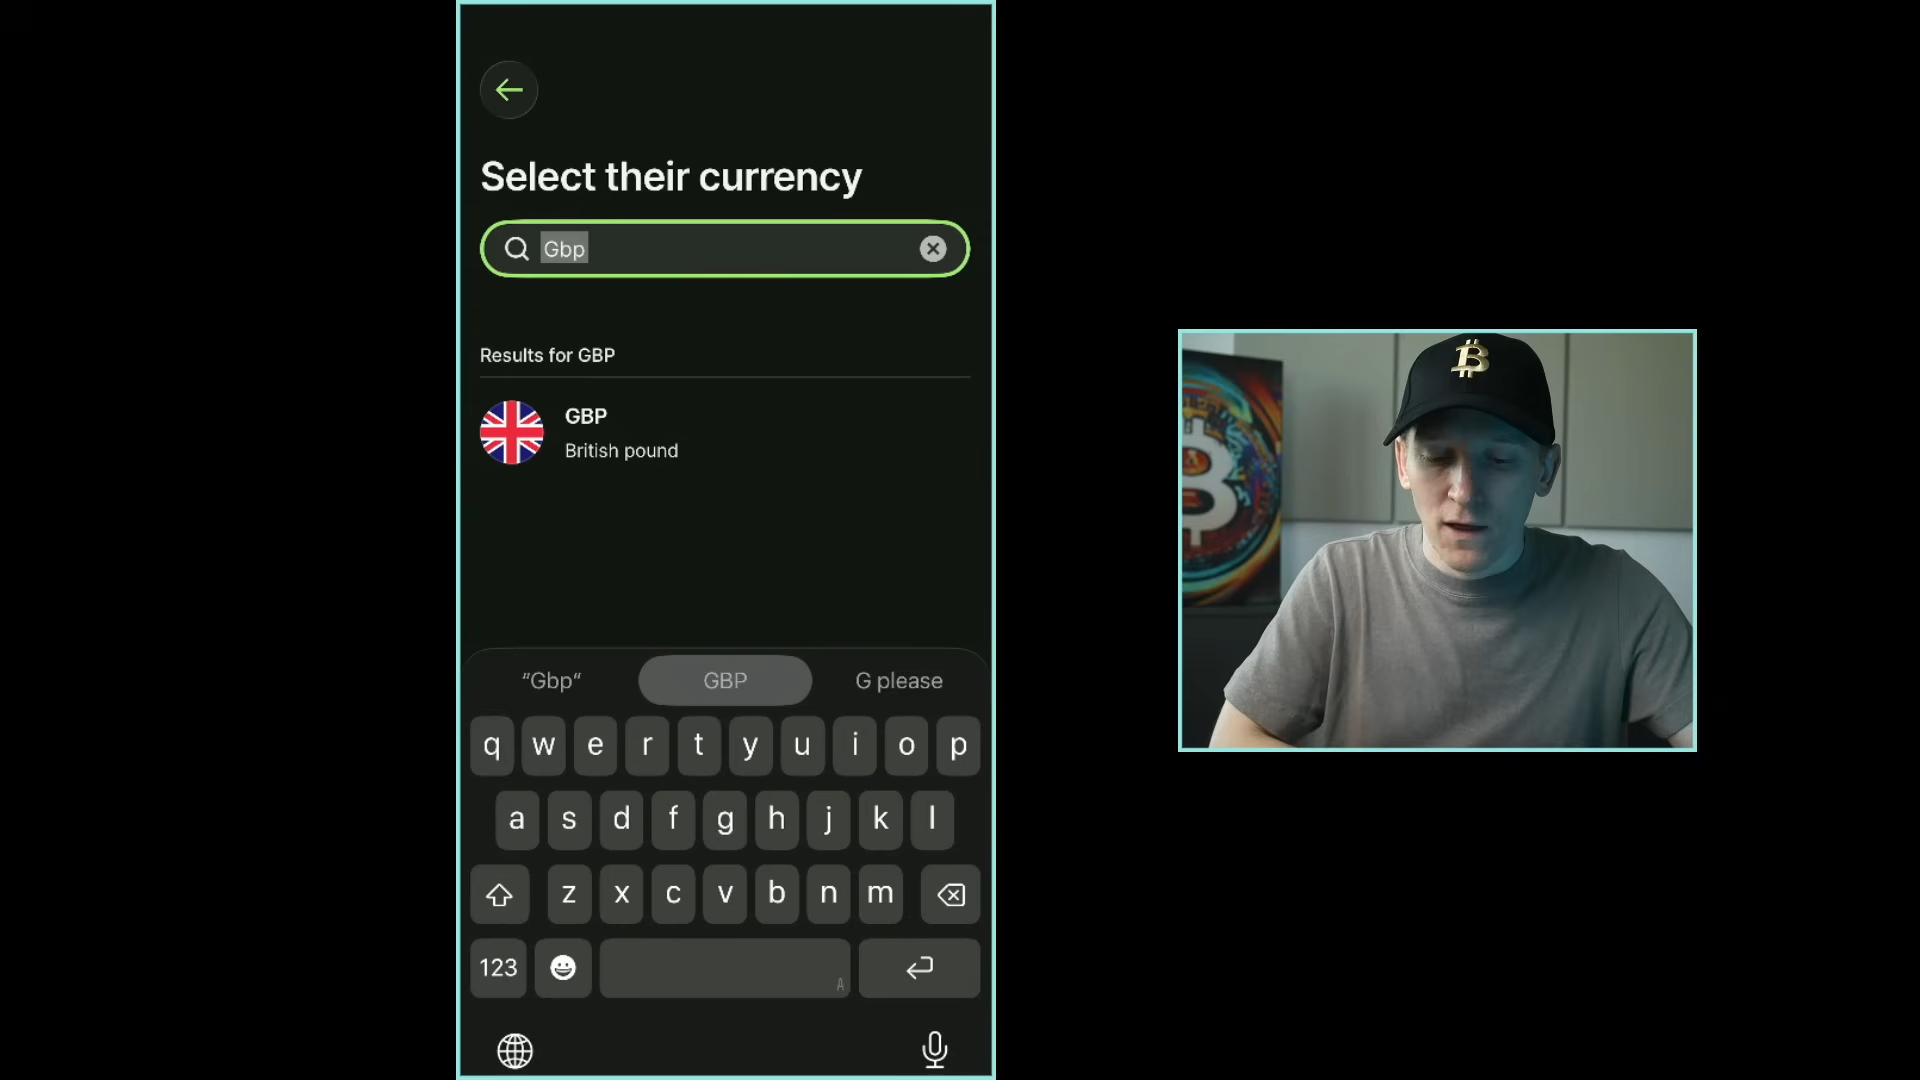 Select their currency
Gbp
Results for GBP
GBP
British pound
“Gbp“ GBP G please
q w e r t y u i o p
a s d f g h j k l
z x c v b n m
123
A